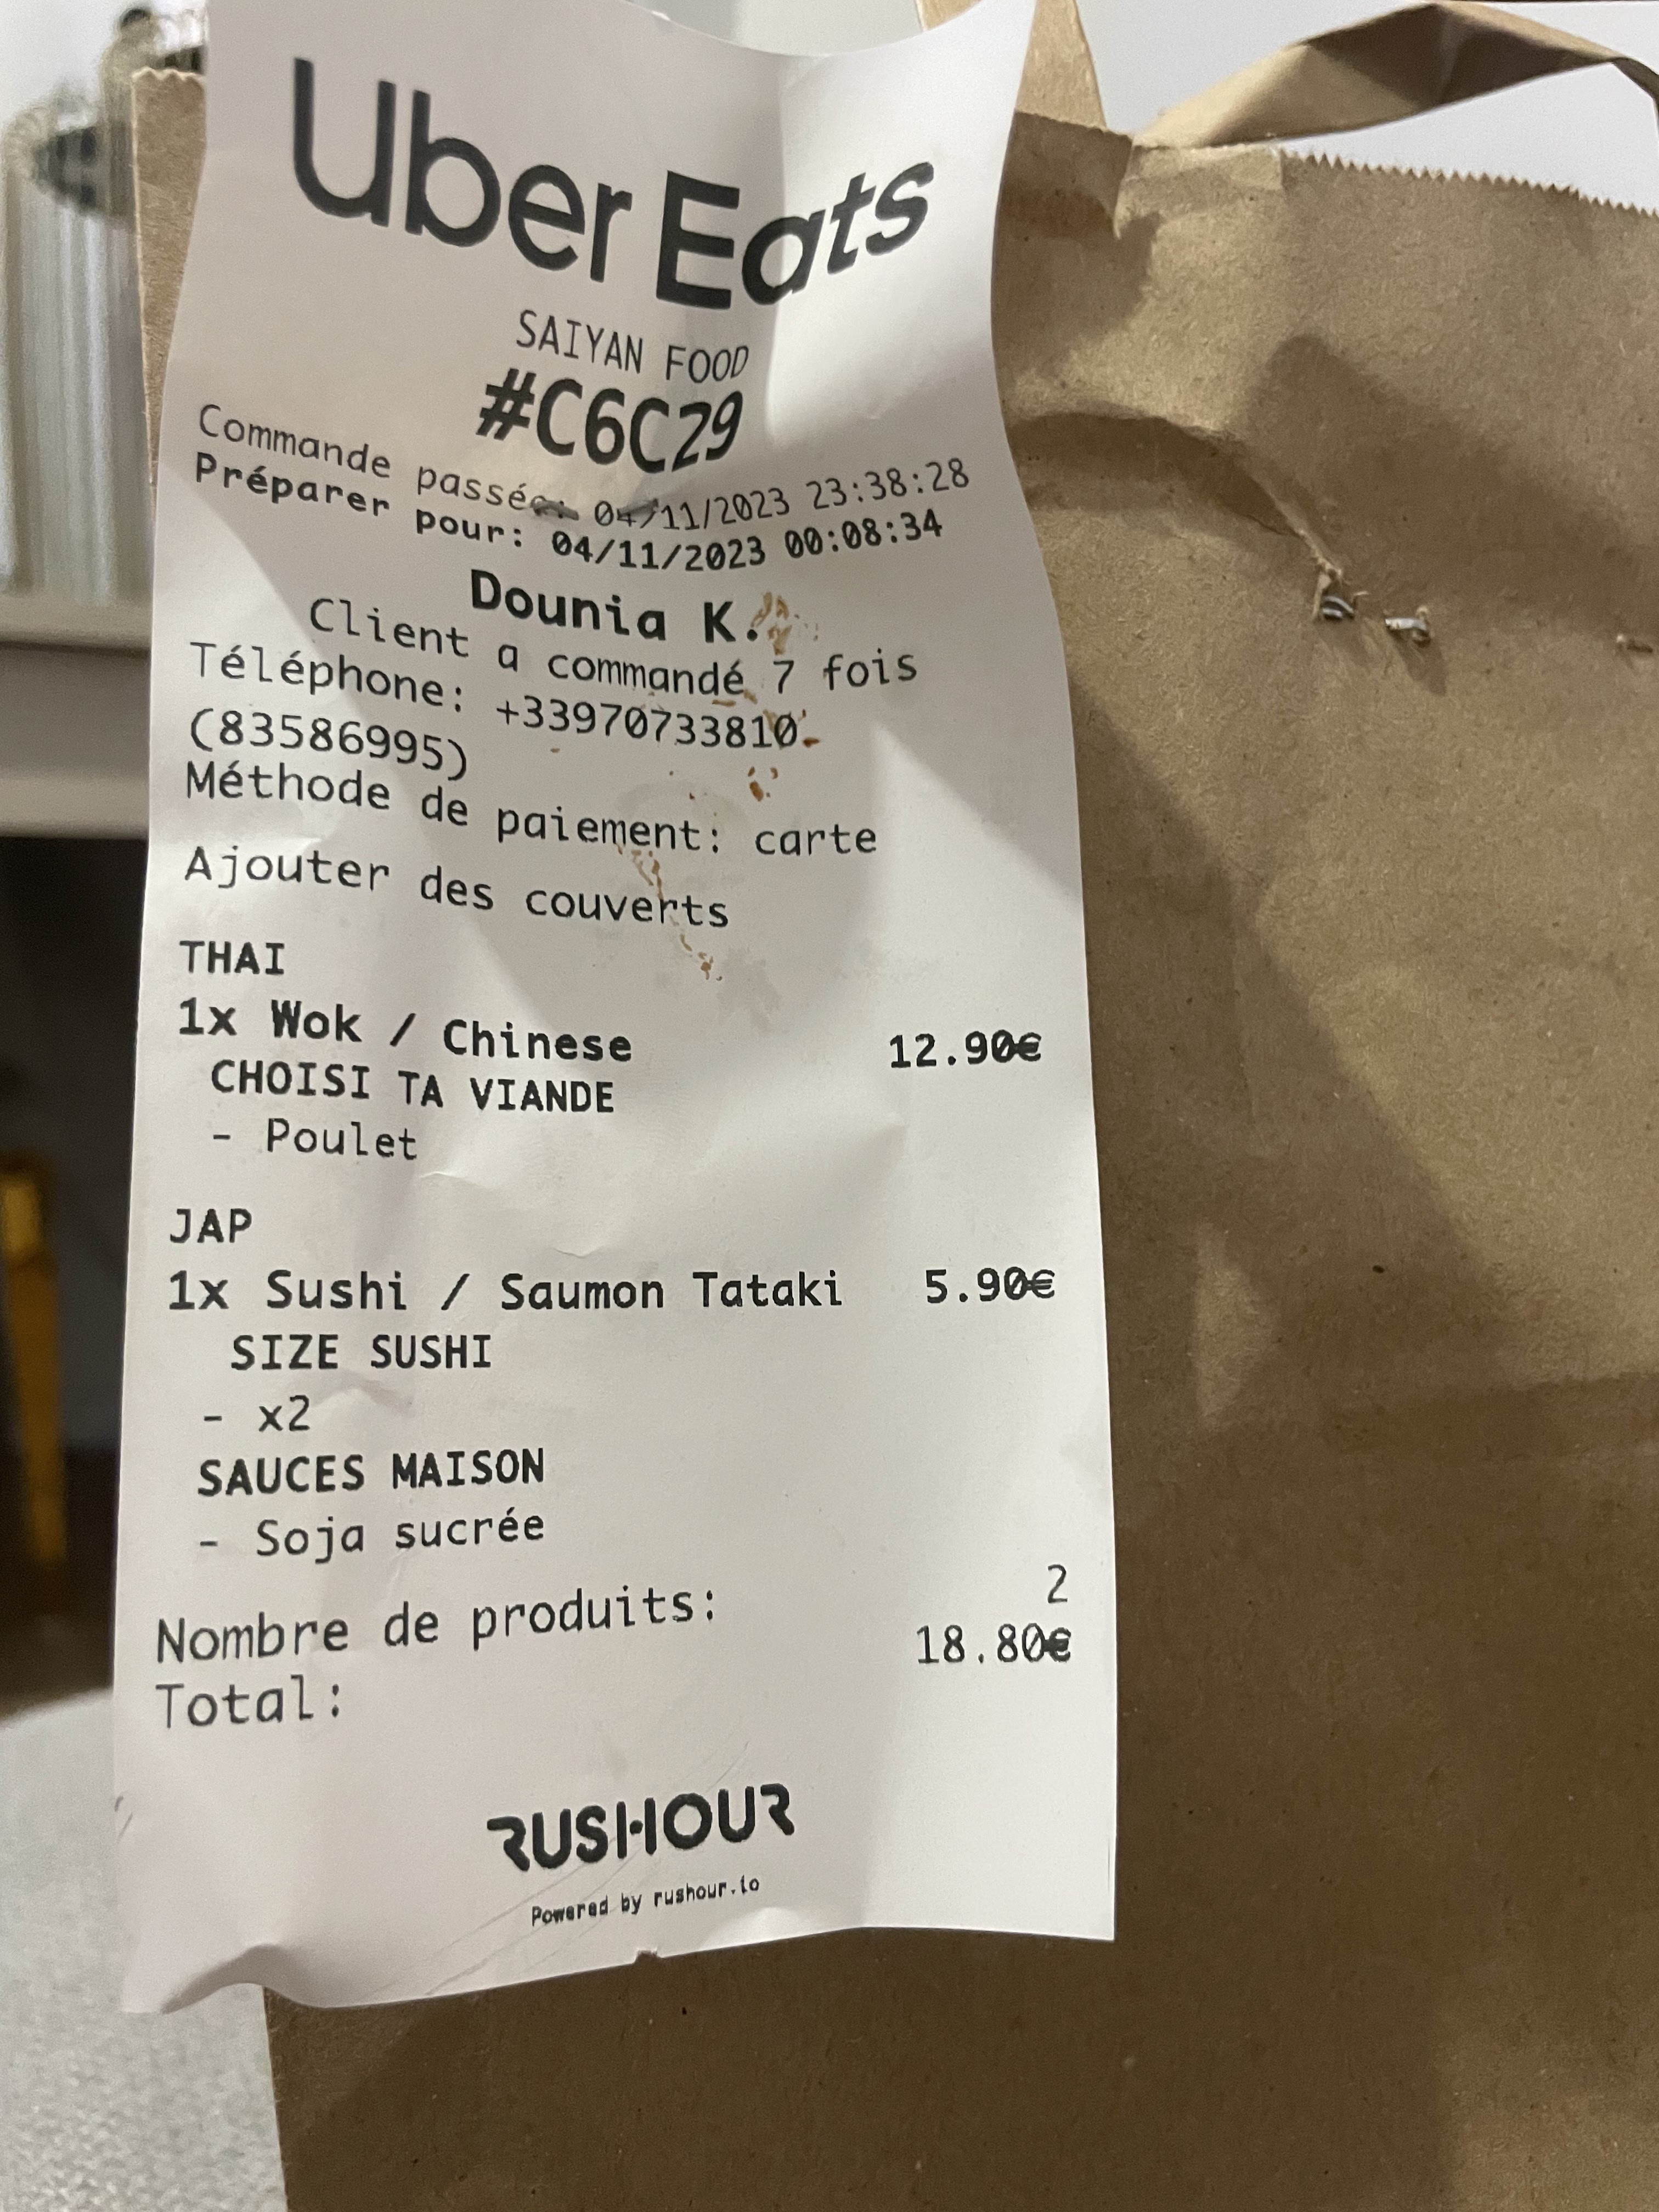 Uber Eats
SAIYAN FOOD
#C6C29
Commande passée: 04/11/2023 23:38:28
Préparer pour: 04/11/2023 00:08:34
Dounia K.
Client a commandé 7 fois
Téléphone: +33970733810
(83586995)
Méthode de paiement: carte
Ajouter des couverts
THAI
1x Wok / Chinese 12.90€
CHOISI TA VIANDE
- Poulet
JAP
1x Sushi / Saumon Tataki 5.90€
SIZE SUSHI
- x2
SAUCES MAISON
- Soja sucrée
Nombre de produits: 2
Total: 18.80€
RUSHOUR
Powered by rushour.io